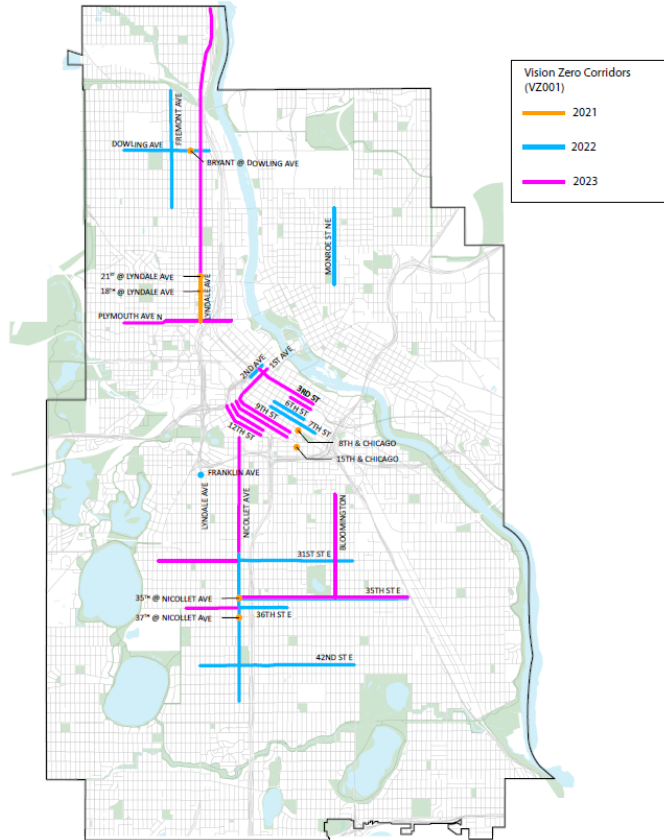 Vision Zero Corridors
(VZ001)
2021
2022
2023
FREMONT AVE
DOWLING AVE
BRYANT @ DOWLING AVE
MONROE ST NE
21ST @ LYNDALE AVE
18TH @ LYNDALE AVE
LYNDALE AVE
PLYMOUTH AVE N
2ND AVE
1ST AVE
3RD ST
6TH ST
7TH ST
9TH ST
12TH ST
8TH & CHICAGO
15TH & CHICAGO
FRANKLIN AVE
LYNDALE AVE
NICOLLET AVE
BLOOMINGTON
31ST ST E
35TH @ NICOLLET AVE
35TH ST E
36TH ST E
37TH @ NICOLLET AVE
42ND ST E